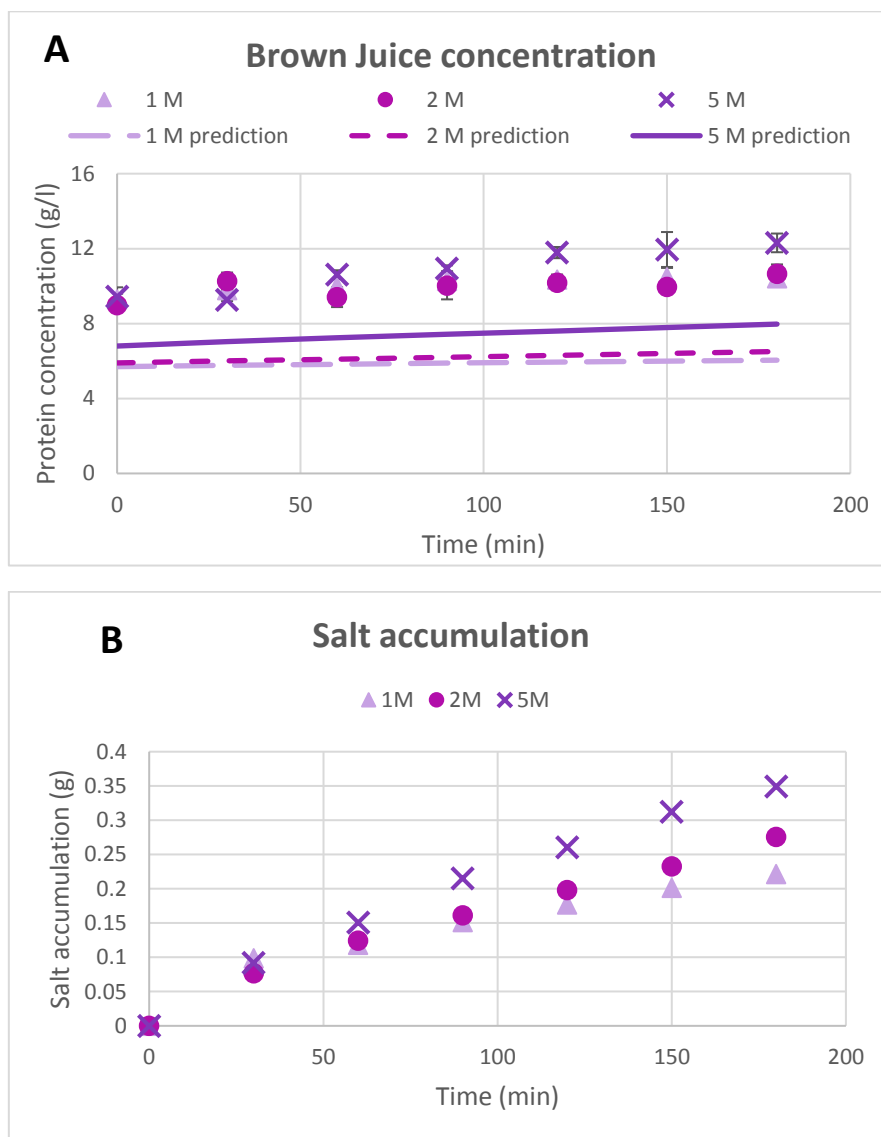 A
Brown Juice concentration
1 M 2 M 5 M
1 M prediction 2 M prediction 5 M prediction
Protein concentration (g/l)
16
12
8
4
0
0 50 100 150 200
Time (min)
B
Salt accumulation
1M 2M 5M
Salt accumulation (g)
0.4
0.35
0.3
0.25
0.2
0.15
0.1
0.05
0
0 50 100 150 200
Time (min)